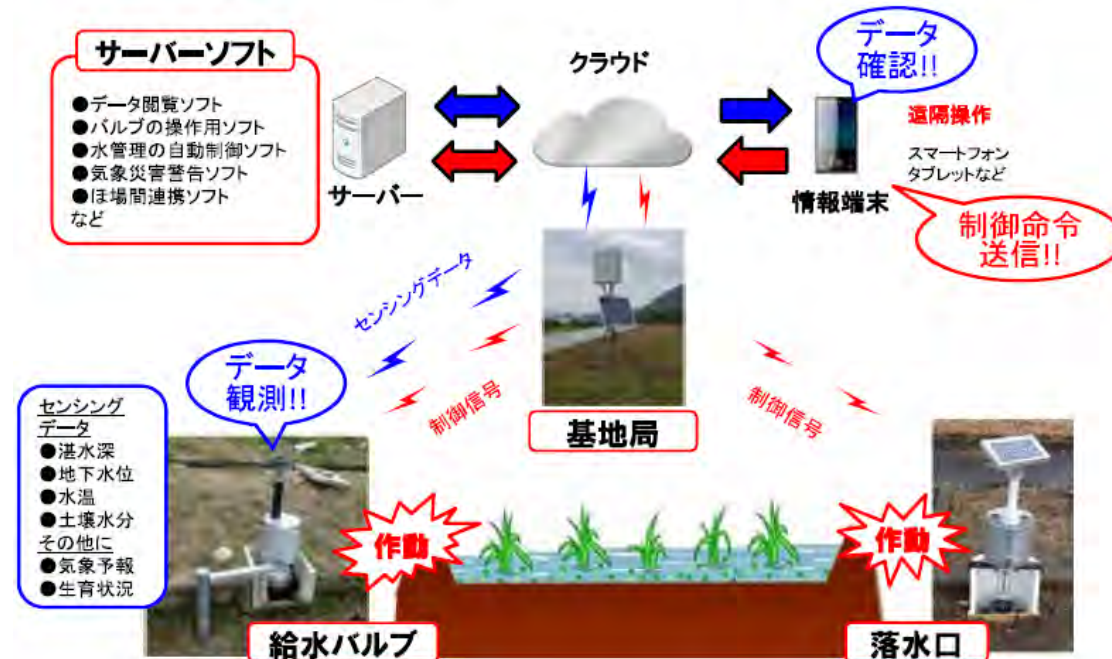 サーバーソフト
●データ閲覧ソフト
●バルブの操作用ソフト
●水管理の自動制御ソフト
●気象災害警告ソフト
●ほ場間連携ソフト
など
サーバー
クラウド
データ
確認!!
遠隔操作
スマートフォン
タブレットなど
情報端末
制御命令
送信!!
センシングデータ
制御信号
制御信号
基地局
データ
観測!!
センシング
データ
●湛水深
●地下水位
●水温
●土壌水分
その他に
●気象予報
●生育状況
作動
作動
給水バルブ
落水口